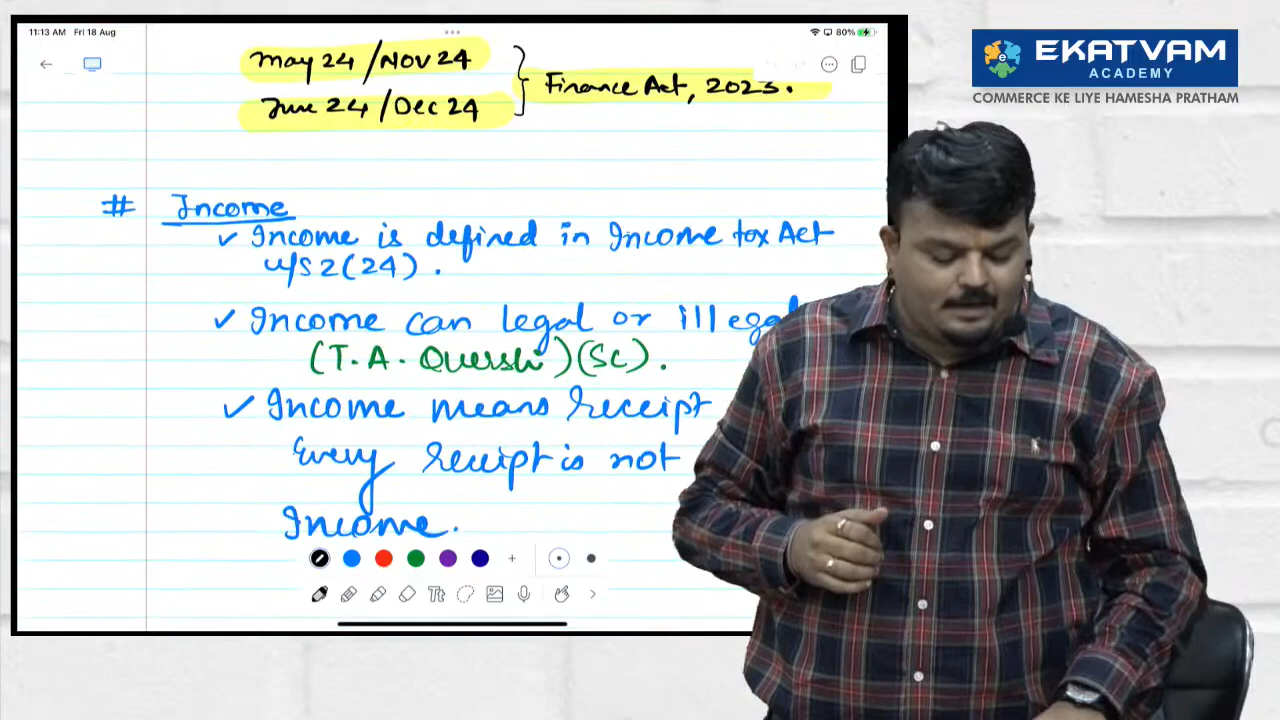 11:13 AM Fri 18 Aug
80%
May 24 / Nov 24
June 24 / Dec 24
Finance Act, 2023.
EKATVAM
ACADEMY
COMMERCE KE LIYE HAMESHA PRATHAM
# Income
✓ Income is defined in Income tax Act
u/s 2(24).
✓ Income can legal or illegal
(T. A. Quershi) (SC).
✓ Income means receipt
Every receipt is not
Income.
Tt